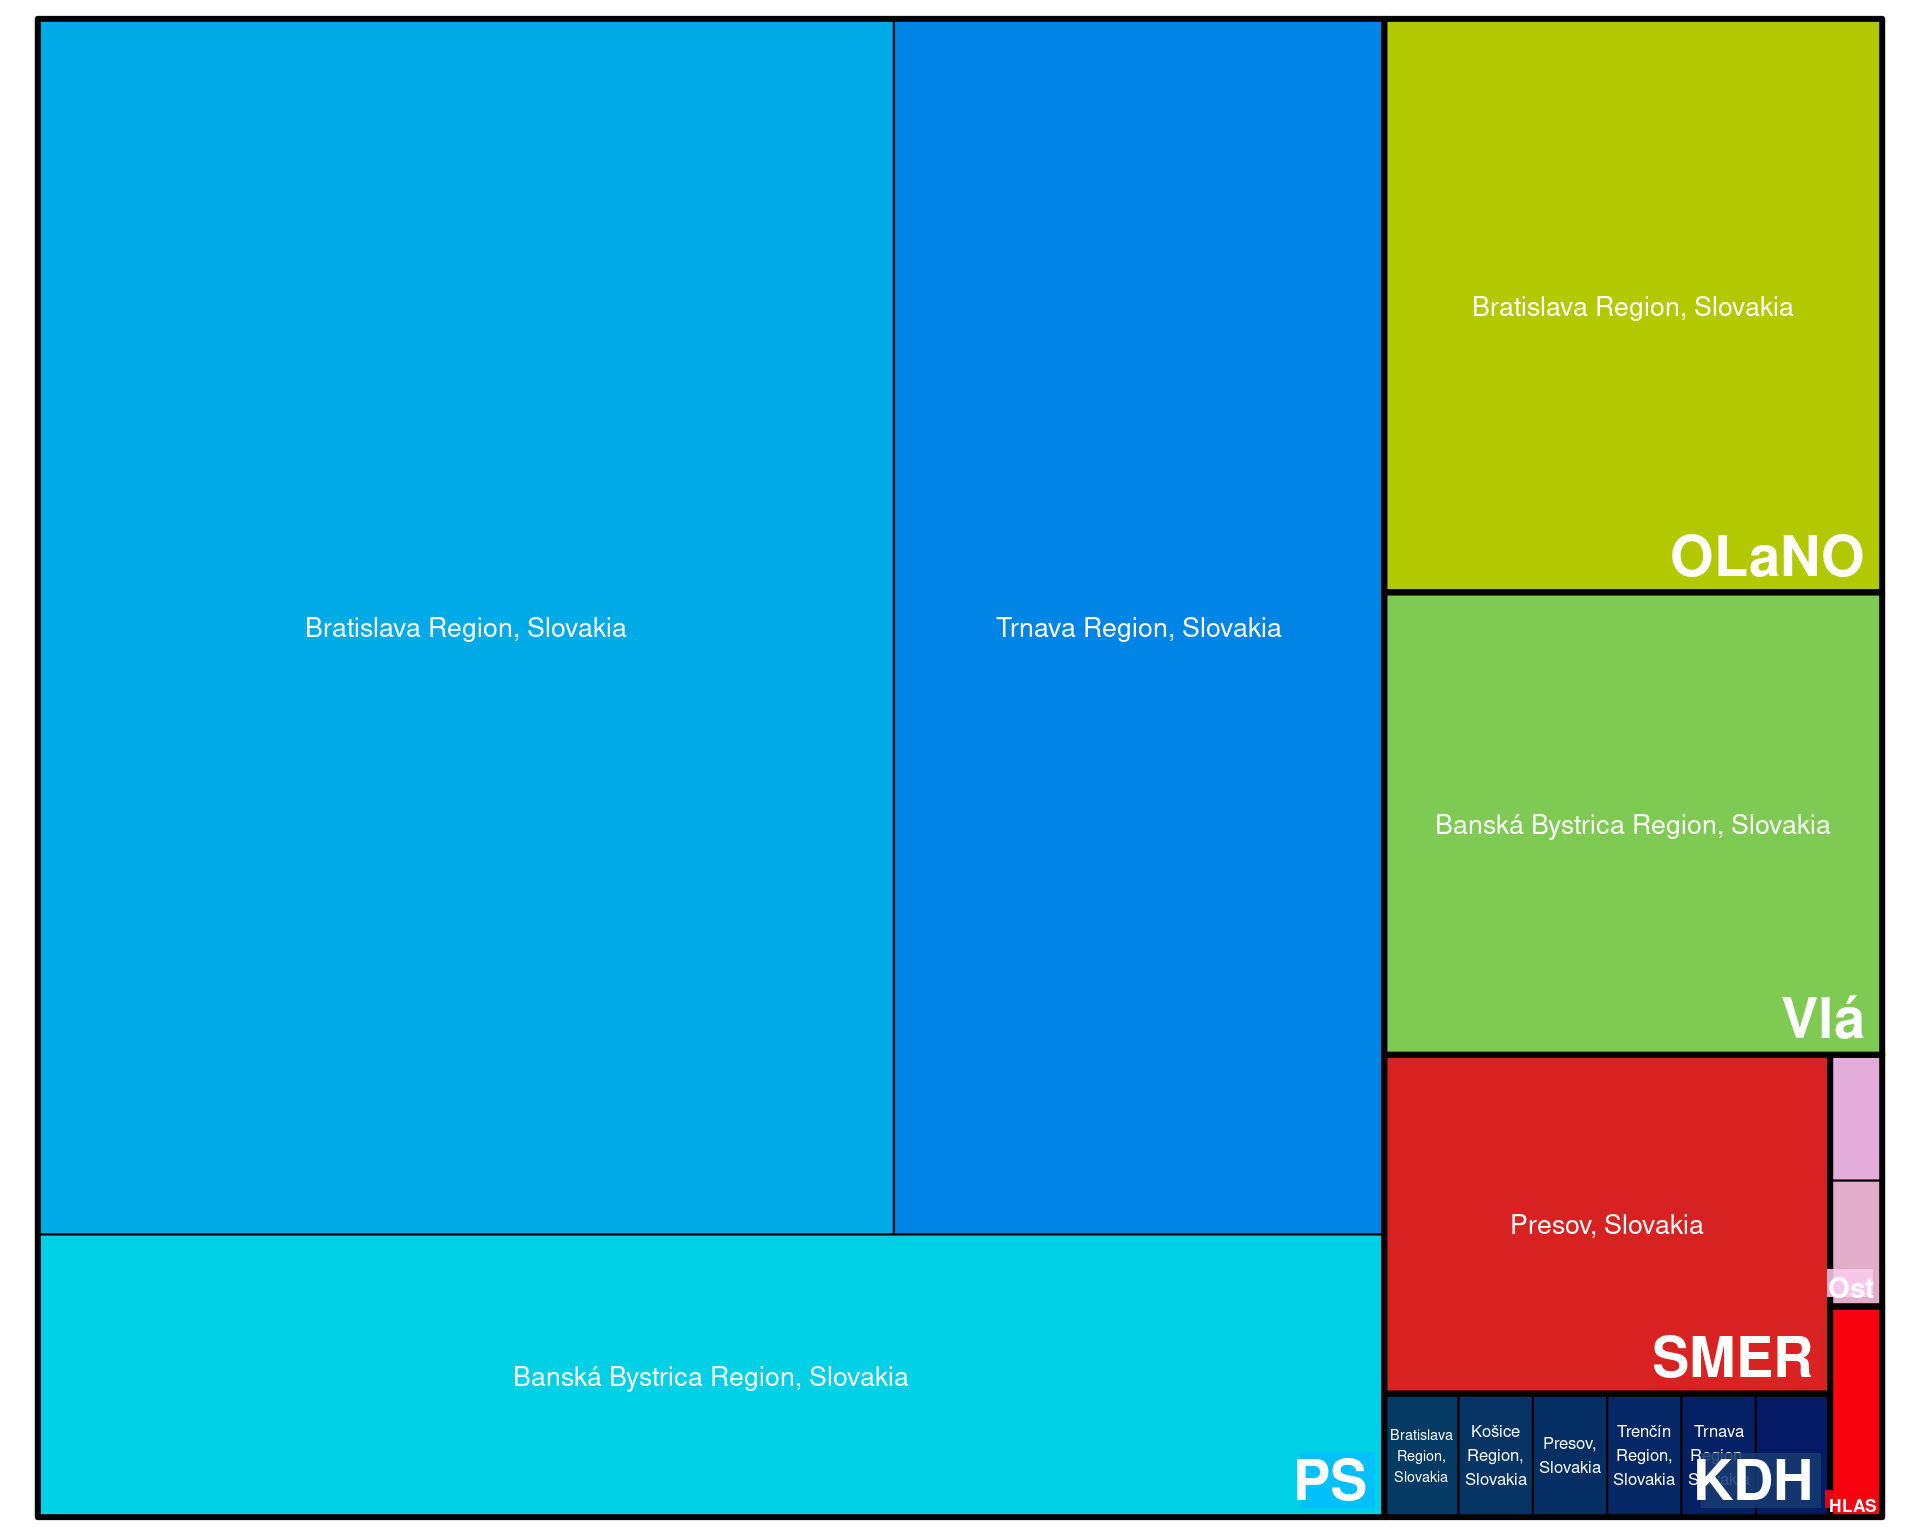 Bratislava Region, Slovakia
Trnava Region, Slovakia
Banská Bystrica Region, Slovakia
PS
Bratislava Region, Slovakia
OLaNO
Banská Bystrica Region, Slovakia
Vlá
Presov, Slovakia
SMER
Ost
Bratislava
Region,
Slovakia
Košice
Region,
Slovakia
Presov,
Slovakia
Trenčín
Region,
Slovakia
Trnava
Region,
Slovakia
KDH
HLAS